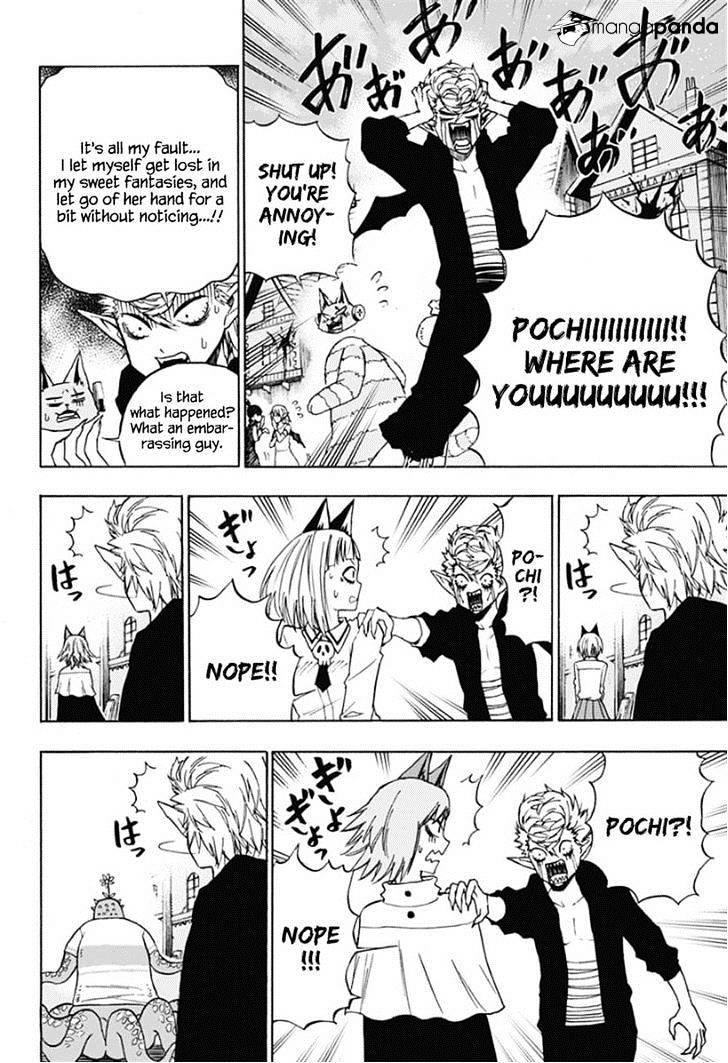 mangapanda
あ゛ あ゛ あ゛ あ゛ あ゛ あ゛
POCHIIIIIIIIIII!!
WHERE ARE
YOUUUUUUUUU!!!
SHUT UP!
YOU'RE
ANNOY-
ING!
It's all my fault...
I let myself get lost in
my sweet fantasies, and
let go of her hand for a
bit without noticing...!!
Is that
what happened?
What an embar-
rassing guy.
はっ
PO-
CHI
?!
ぎょっ
NOPE!!
はっ
POCHI?!
ぎょっ
ぎょっ
NOPE
!!!
はっ